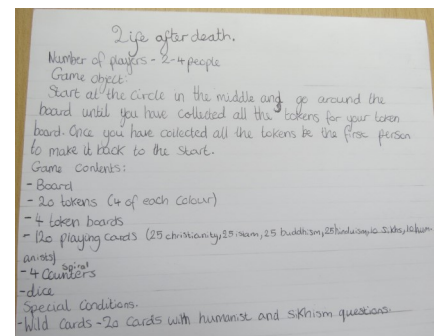 Life after death.
Number of players - 2-4 people
Game object:
Start at the circle in the middle and go around the
board until you have collected all the 5 tokens for your token
board. Once you have collected all the tokens be the first person
to make it back to the start.
Game contents:
- Board
- 20 tokens (4 of each colour)
- 4 token boards
- 120 playing cards (25 christianity, 25 islam, 25 buddhism, 25 hinduism, 10 sikhs, 10 hum
anists)
- 4 spiral counters
- dice
Special Conditions.
- Wild Cards - 20 cards with humanist and sikhism questions.